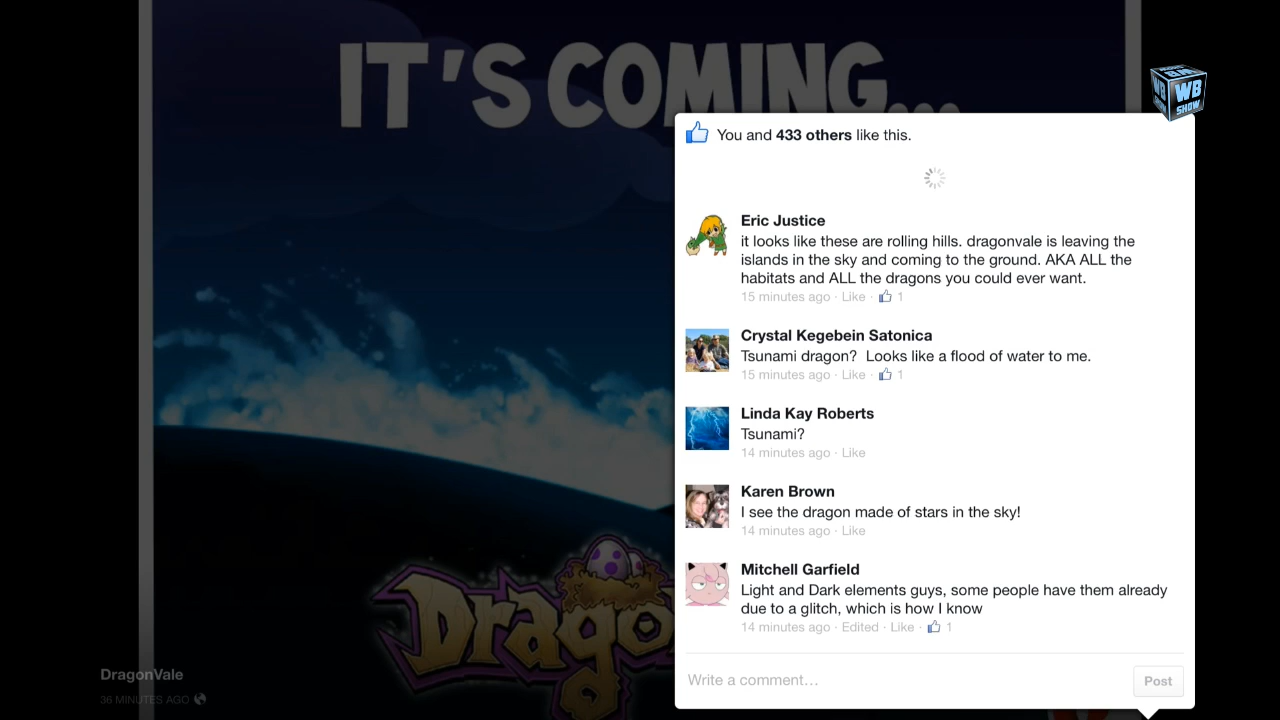 IT'S COMING...
WB
SHOW
You and 433 others like this.
Eric Justice
it looks like these are rolling hills. dragonvale is leaving the
islands in the sky and coming to the ground. AKA ALL the
habitats and ALL the dragons you could ever want.
15 minutes ago · Like · 1
Crystal Kegebein Satonica
Tsunami dragon?  Looks like a flood of water to me.
15 minutes ago · Like · 1
Linda Kay Roberts
Tsunami?
14 minutes ago · Like
Karen Brown
I see the dragon made of stars in the sky!
14 minutes ago · Like
Mitchell Garfield
Light and Dark elements guys, some people have them already
due to a glitch, which is how I know
14 minutes ago · Edited · Like · 1
Drago
DragonVale
36 MINUTES AGO
Write a comment…
Post